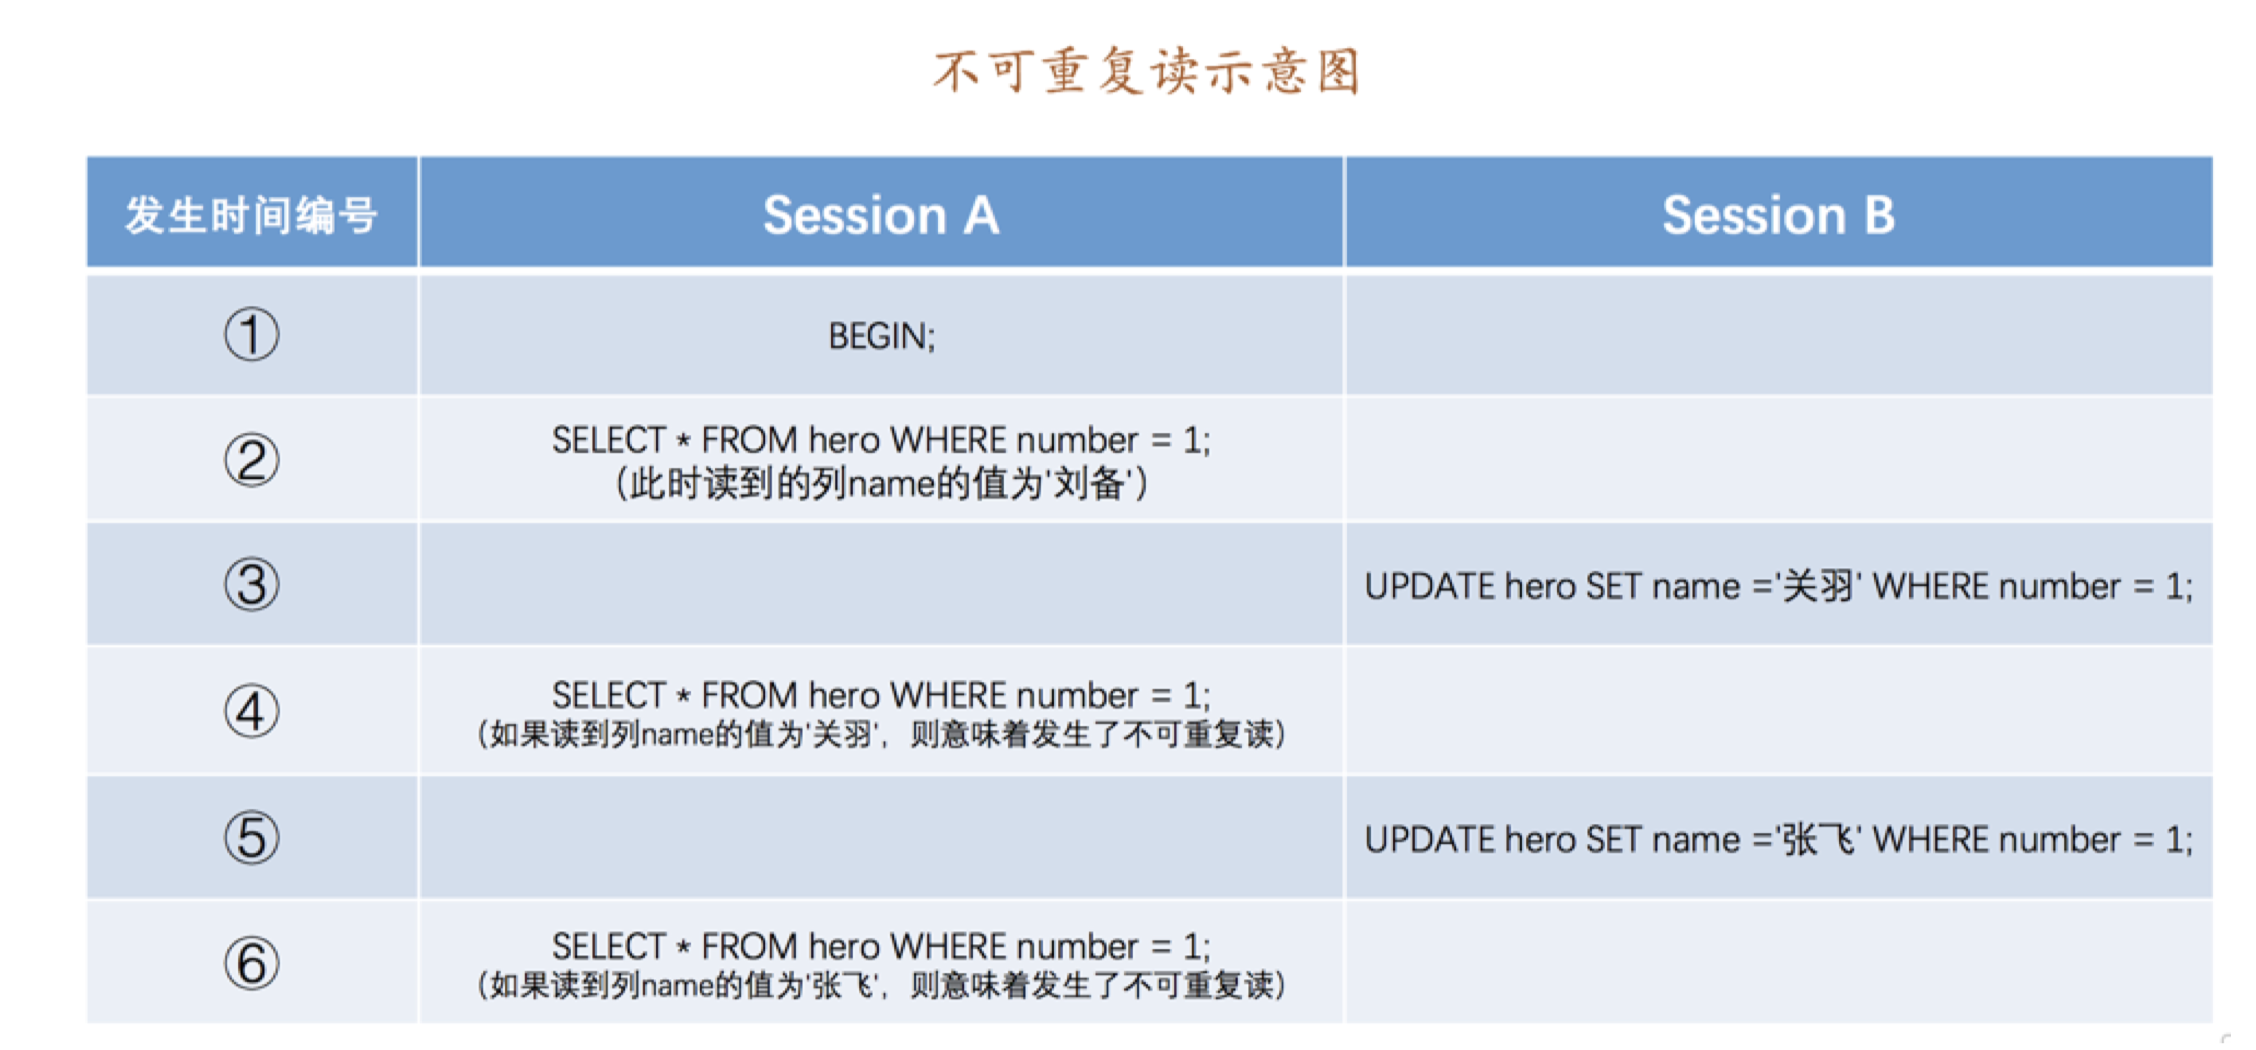 不可重复读示意图
发生时间编号 Session A Session B
① BEGIN;
② SELECT * FROM hero WHERE number = 1;
（此时读到的列name的值为'刘备'）
③ UPDATE hero SET name ='关羽' WHERE number = 1;
④ SELECT * FROM hero WHERE number = 1;
（如果读到列name的值为'关羽'，则意味着发生了不可重复读）
⑤ UPDATE hero SET name ='张飞' WHERE number = 1;
⑥ SELECT * FROM hero WHERE number = 1;
（如果读到列name的值为'张飞'，则意味着发生了不可重复读）